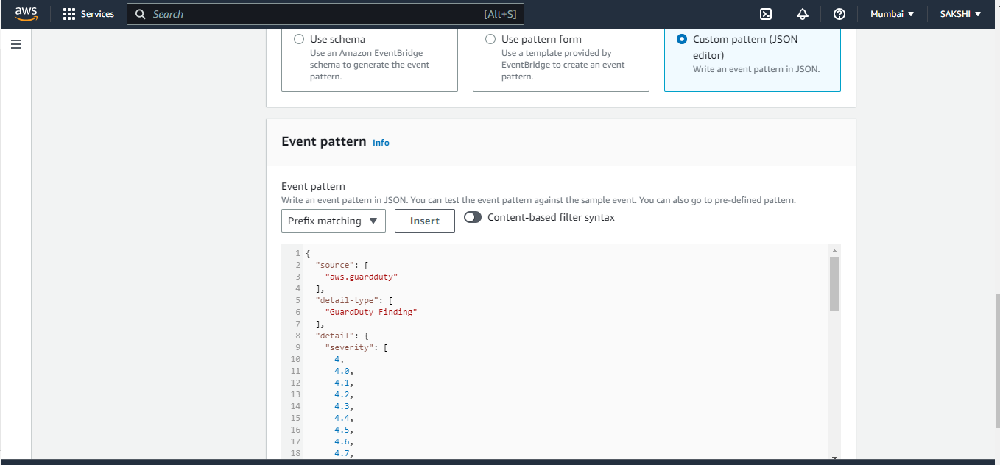 aws
Services
Search [Alt+S]
Mumbai ▼
SAKSHI ▼
Use schema
Use an Amazon EventBridge
schema to generate the event
pattern.
Use pattern form
Use a template provided by
EventBridge to create an event
pattern.
Custom pattern (JSON
editor)
Write an event pattern in JSON.
Event pattern Info
Event pattern
Write an event pattern in JSON. You can test the event pattern against the sample event. You can also go to pre-defined pattern.
Prefix matching ▼ Insert Content-based filter syntax
1 {
2 "source": [
3 "aws.guardduty"
4 ],
5 "detail-type": [
6 "GuardDuty Finding"
7 ],
8 "detail": {
9 "severity": [
10 4,
11 4.0,
12 4.1,
13 4.2,
14 4.3,
15 4.4,
16 4.5,
17 4.6,
18 4.7,